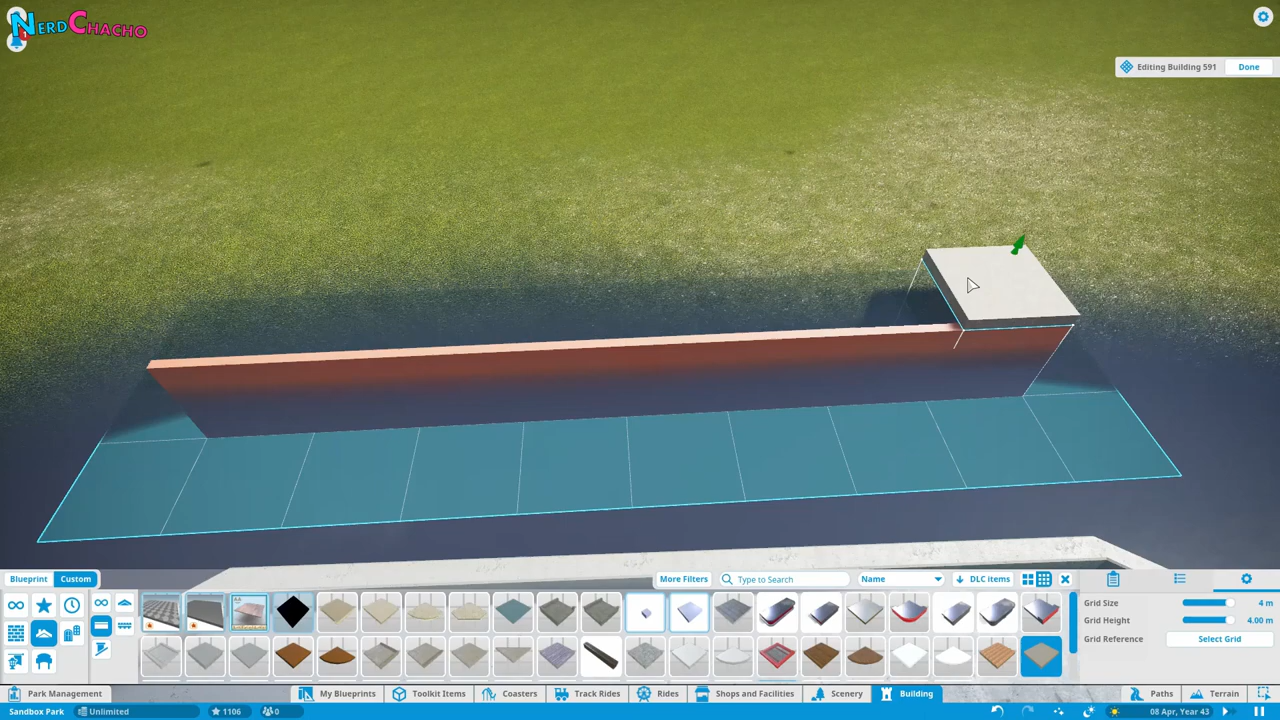 NERDCHACHO
Editing Building 591 Done
Blueprint Custom More Filters Type to Search Name DLC items
Grid Size 4 m
Grid Height 4.00 m
Grid Reference Select Grid
Park Management My Blueprints Toolkit Items Coasters Track Rides Rides Shops and Facilities Scenery Building Paths Terrain
Sandbox Park Unlimited 1106 0 08 Apr, Year 43